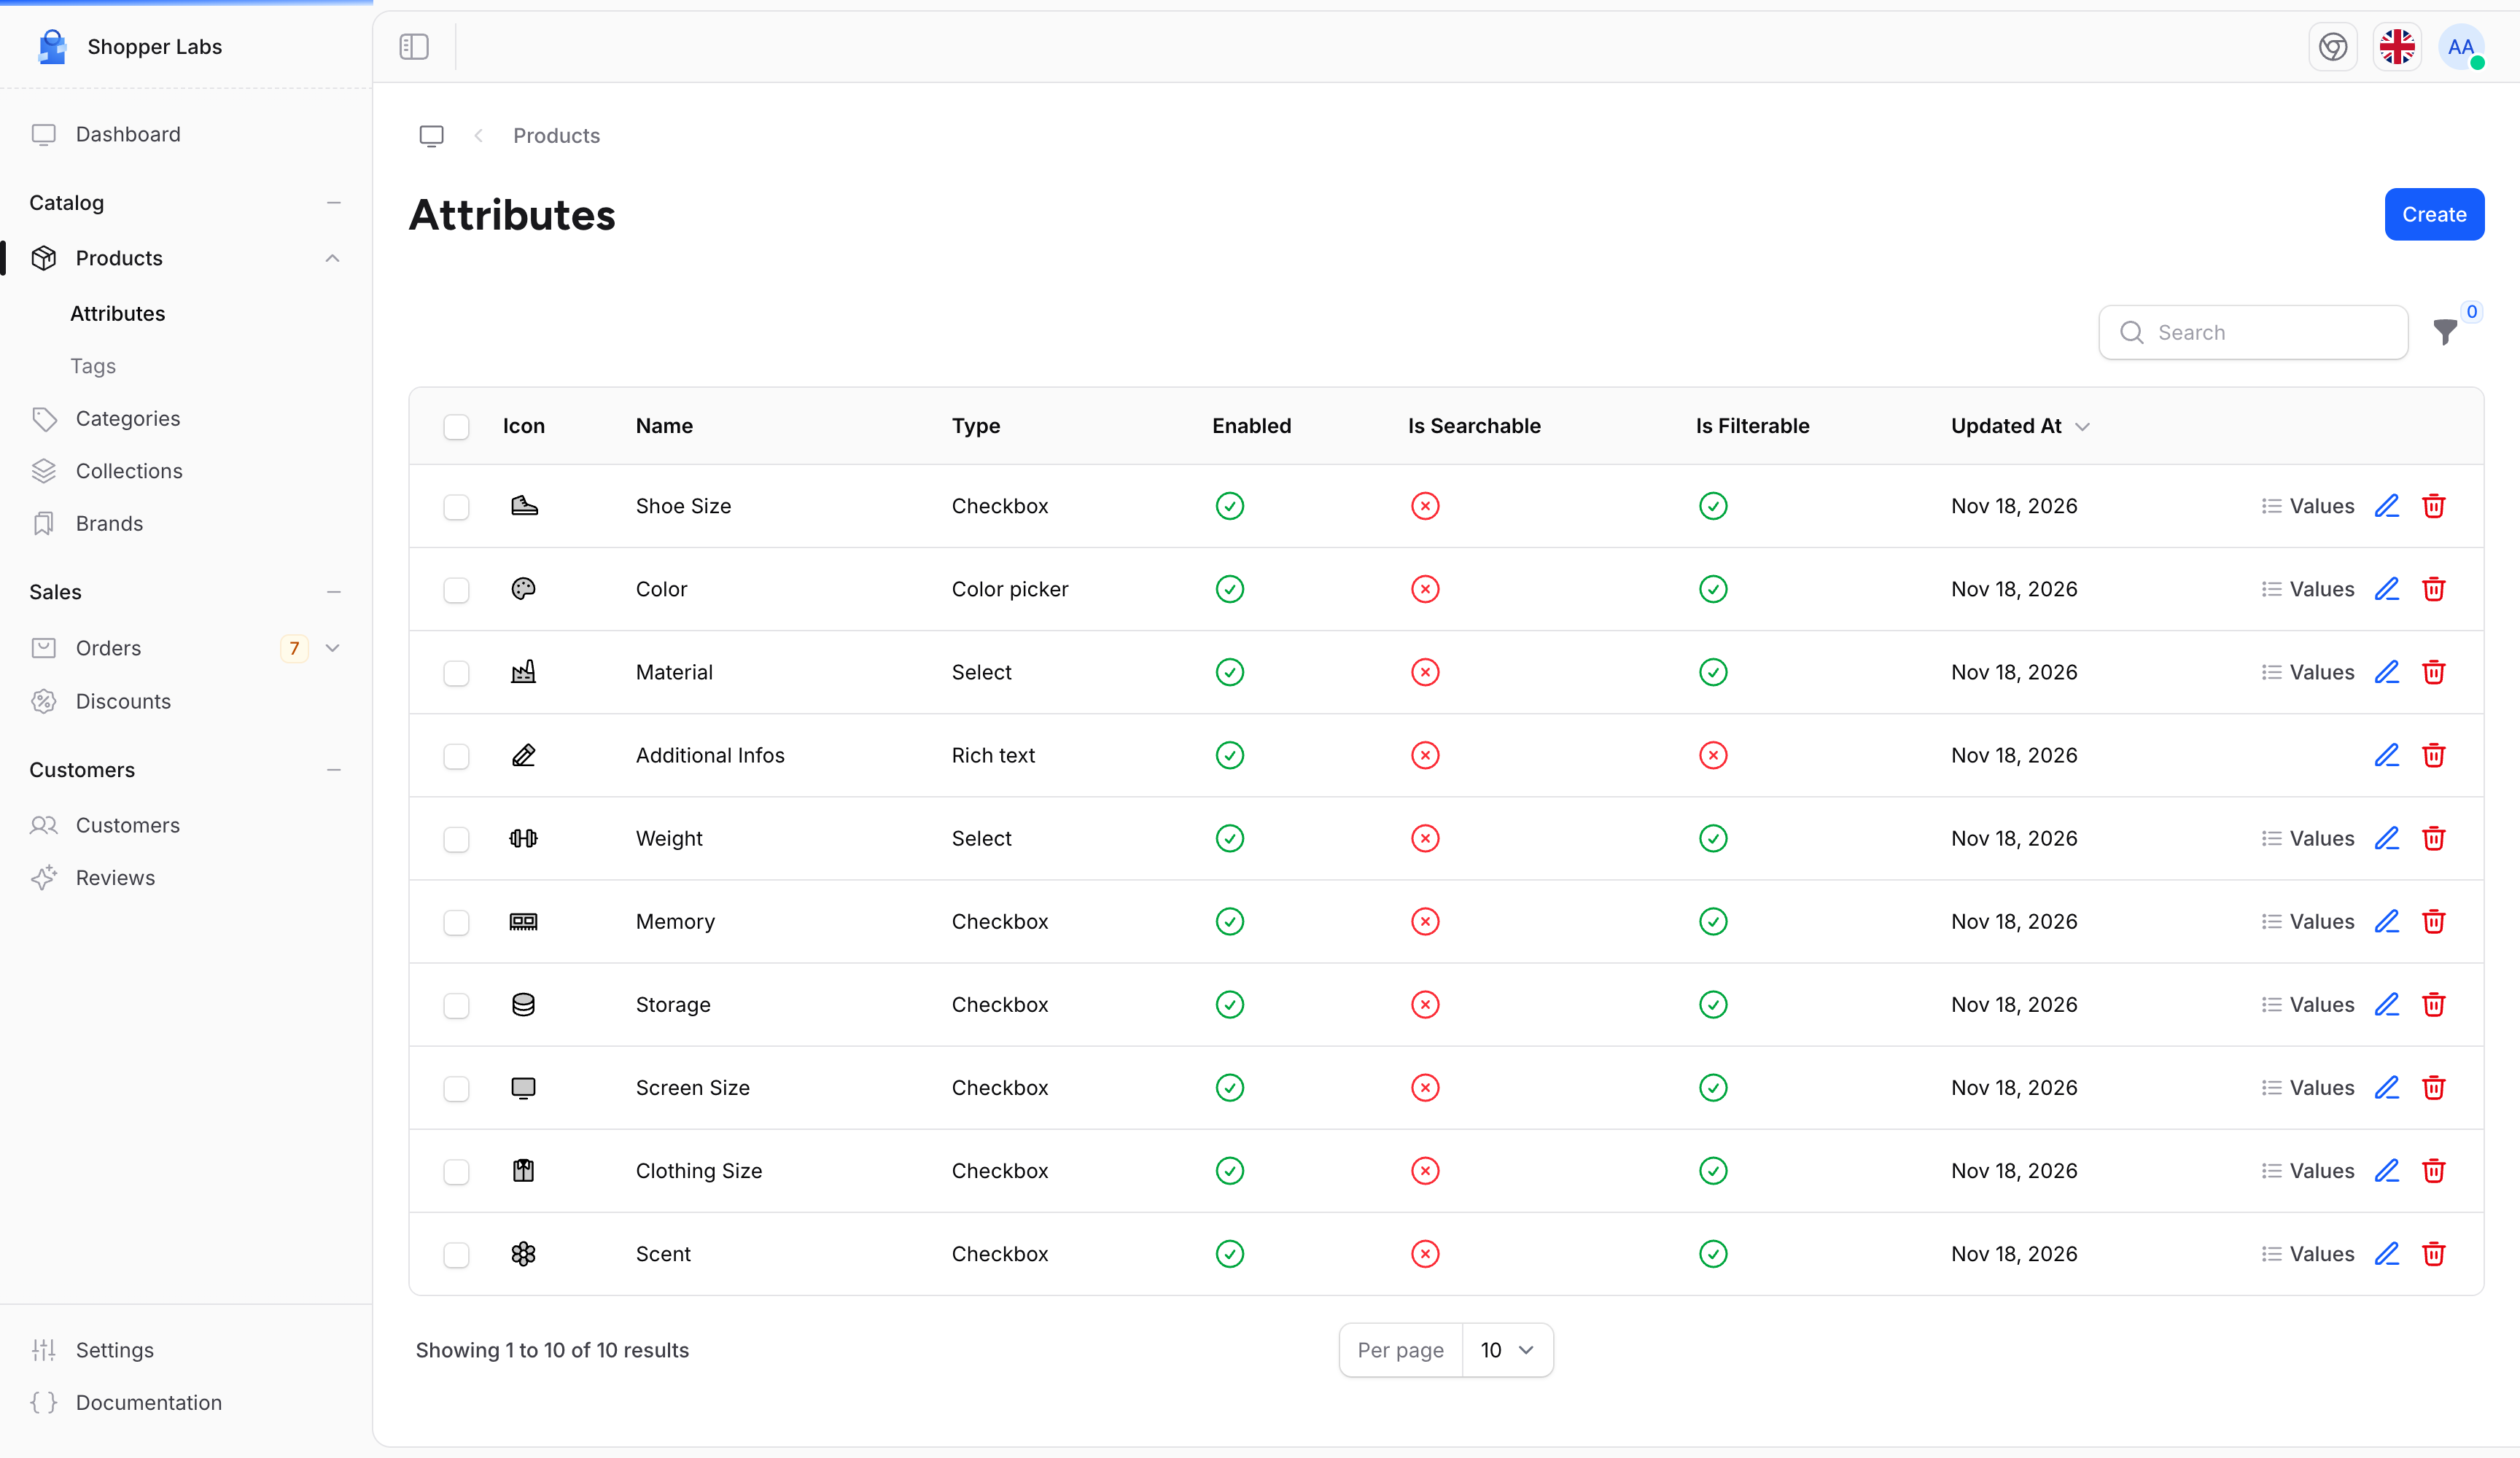 Shopper Labs
AA
Dashboard
Catalog
Products
Attributes
Tags
Categories
Collections
Brands
Sales
Orders 7
Discounts
Customers
Customers
Reviews
Settings
Documentation
Products
Attributes
Create
Search
0
Icon Name Type Enabled Is Searchable Is Filterable Updated At
Shoe Size Checkbox Nov 18, 2026 Values
Color Color picker Nov 18, 2026 Values
Material Select Nov 18, 2026 Values
Additional Infos Rich text Nov 18, 2026
Weight Select Nov 18, 2026 Values
Memory Checkbox Nov 18, 2026 Values
Storage Checkbox Nov 18, 2026 Values
Screen Size Checkbox Nov 18, 2026 Values
Clothing Size Checkbox Nov 18, 2026 Values
Scent Checkbox Nov 18, 2026 Values
Showing 1 to 10 of 10 results
Per page 10